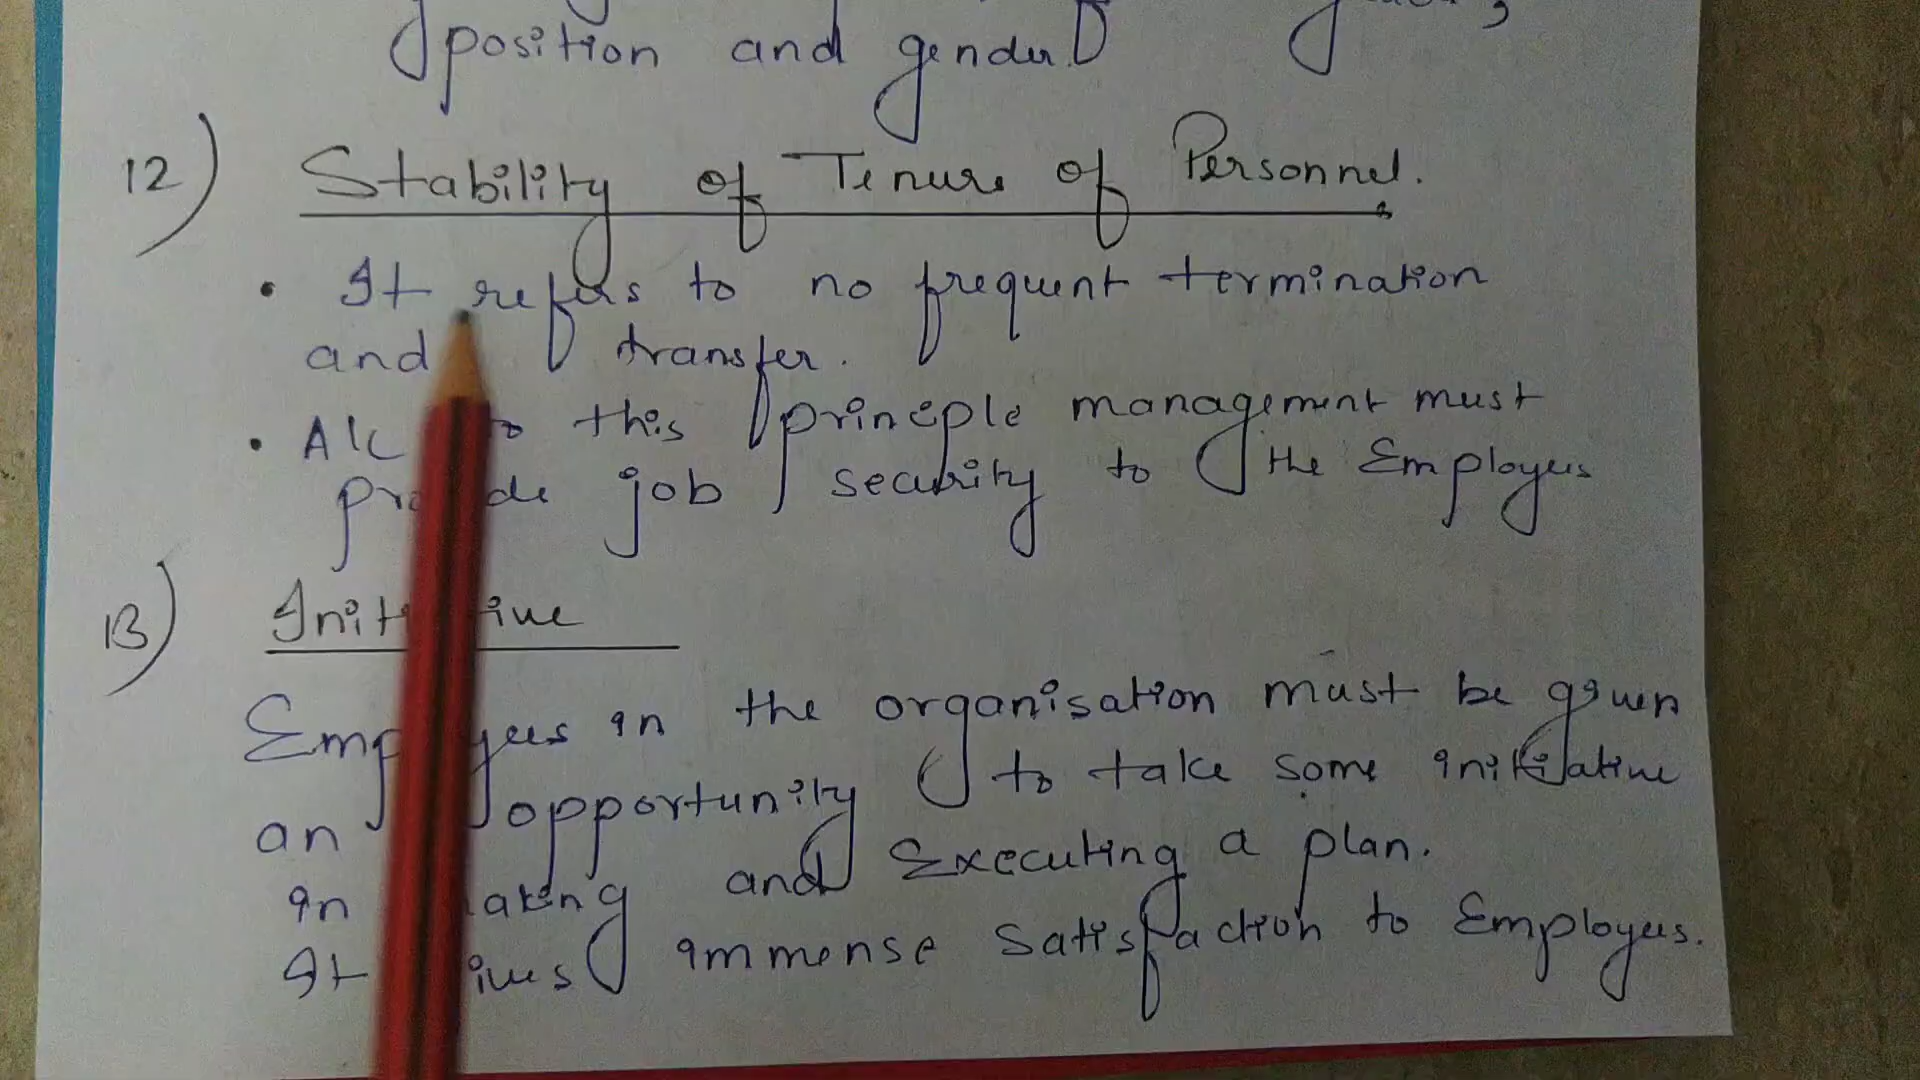 position and gender.
12) Stability of Tenure of Personnel.
• It refers to no frequent termination
and transfer.
• A/c to this principle management must
job security to the Employees
13)
in the organisation must be given
an opportunity to take some initiative
in and Executing a plan.
It immense Satisfaction to Employees.